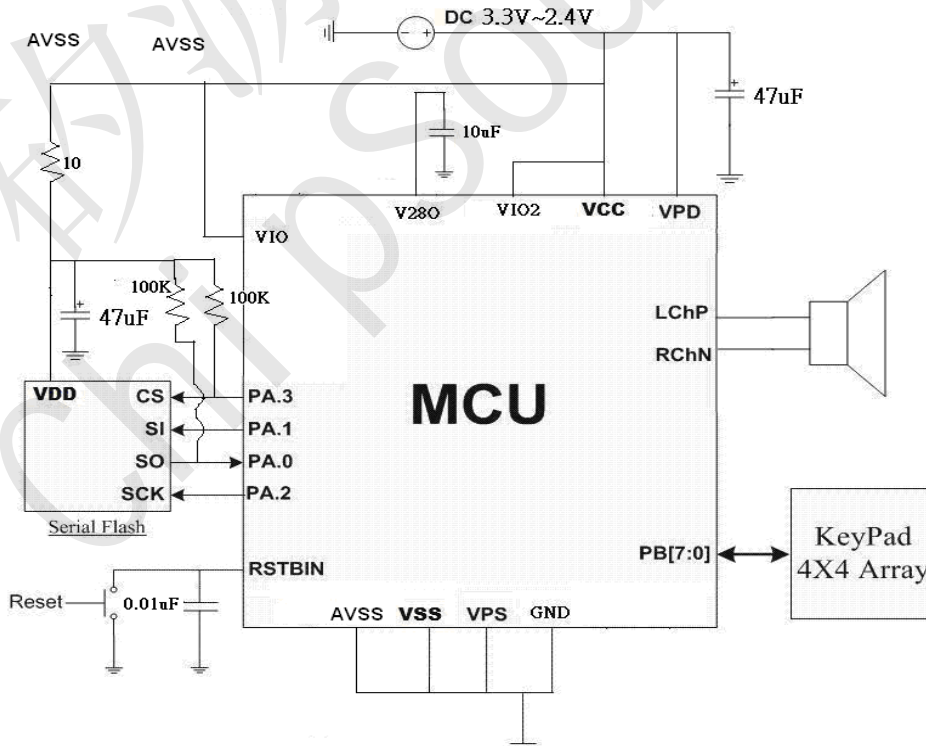 DC 3.3V~2.4V
AVSS
AVSS
47uF
10uF
10
V28O
VIO2
VCC
VPD
VIO
100K
100K
47uF
LChP
RChN
VDD
CS
PA.3
MCU
SI
PA.1
SO
PA.0
SCK
PA.2
Serial Flash
KeyPad
4X4 Array
PB[7:0]
RSTBIN
Reset
0.01uF
AVSS
VSS
VPS
GND
ChipSou